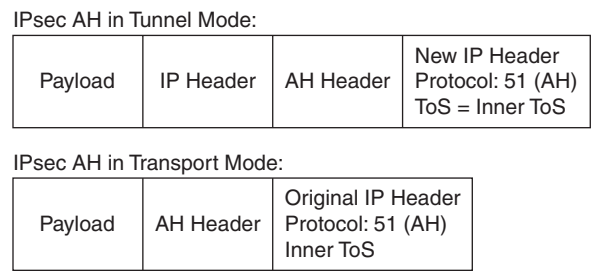 IPsec AH in Tunnel Mode:
Payload
IP Header
AH Header
New IP Header
Protocol: 51 (AH)
ToS = Inner ToS
IPsec AH in Transport Mode:
Payload
AH Header
Original IP Header
Protocol: 51 (AH)
Inner ToS